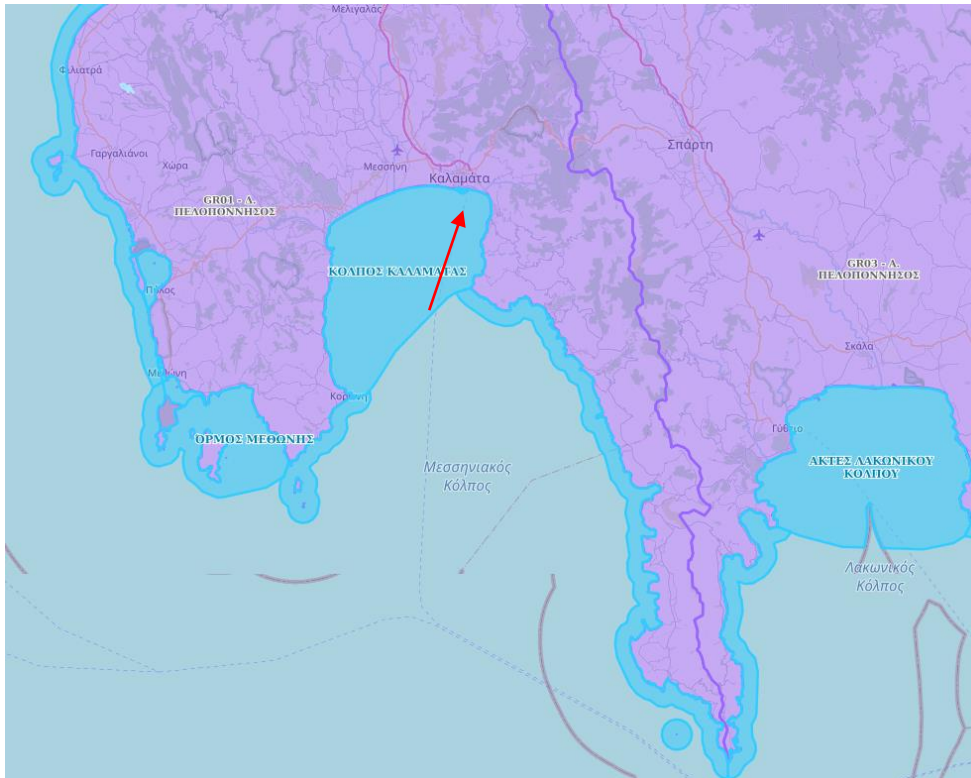 Μελιγαλάς
Φιλιατρά
Γαργαλιάνοι
Χώρα
Μεσσήνη
Καλαμάτα
Σπάρτη
GR01 - Δ.
ΠΕΛΟΠΟΝΝΗΣΟΣ
GR03 - Α.
ΠΕΛΟΠΟΝΝΗΣΟΣ
ΚΟΛΠΟΣ ΚΑΛΑΜΑΤΑΣ
Πύλος
Σκάλα
Μεθώνη
Κορώνη
Γύθειο
ΌΡΜΟΣ ΜΕΘΩΝΗΣ
Μεσσηνιακός
Κόλπος
ΑΚΤΕΣ ΛΑΚΩΝΙΚΟΥ
ΚΟΛΠΟΥ
Λακωνικός
Κόλπος